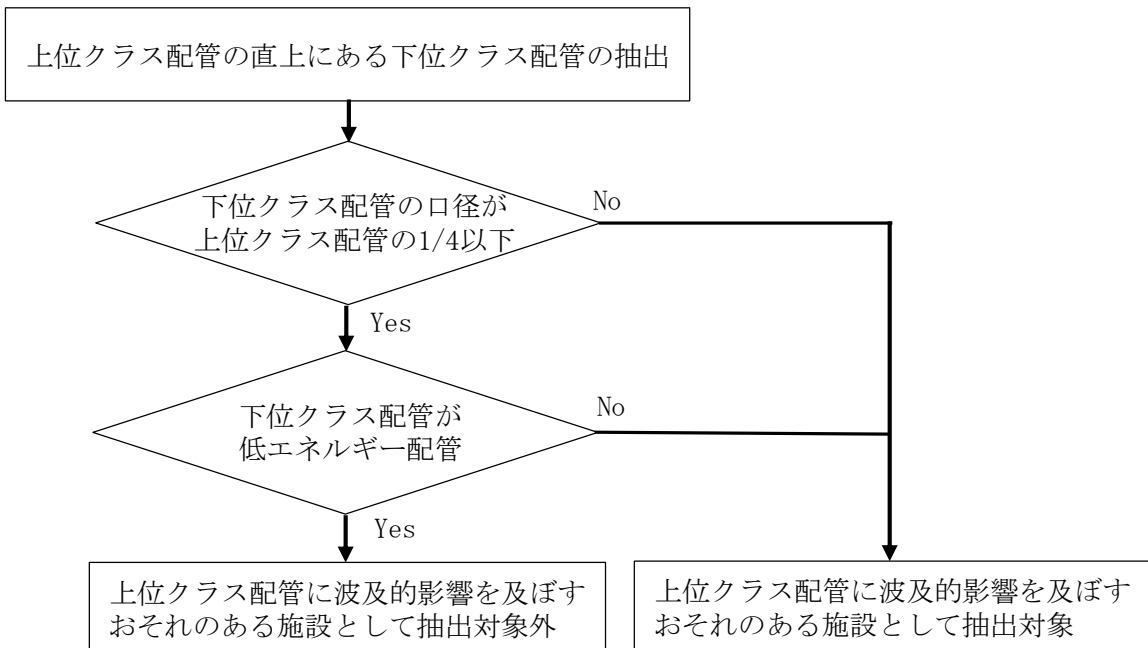 上位クラス配管の直上にある下位クラス配管の抽出
下位クラス配管の口径が
上位クラス配管の1/4以下
No
Yes
下位クラス配管が
低エネルギー配管
No
Yes
上位クラス配管に波及的影響を及ぼす
おそれのある施設として抽出対象外
上位クラス配管に波及的影響を及ぼす
おそれのある施設として抽出対象